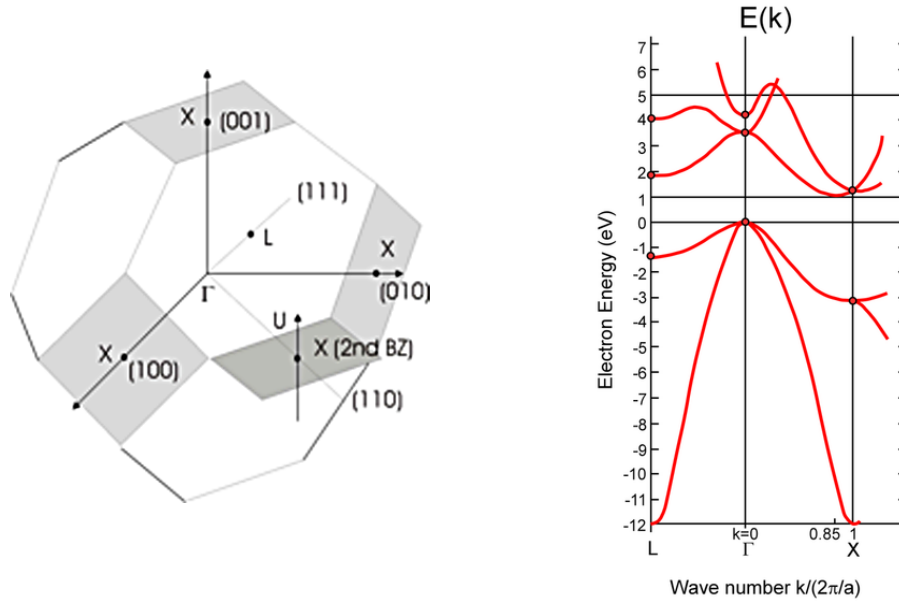 X
(001)
(111)
L
X
(010)
Γ
U
X (2nd BZ)
X
(100)
(110)
E(k)
Electron Energy (eV)
7
6
5
4
3
2
1
0
-1
-2
-3
-4
-5
-6
-7
-8
-9
-10
-11
-12
k=0
0.85
1
L
Γ
X
Wave number k/(2π/a)